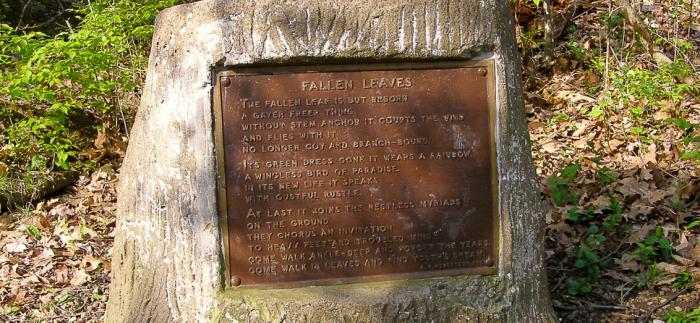 FALLEN LEAVES
THE FALLEN LEAF IS BUT REBORN
A GAYER FREER THING
WITHOUT STEM ANCHOR IT COURTS THE WIND
AND FLIES WITH IT
NO LONGER COY AND BRANCH-BOUND.
ITS GREEN DRESS GONE IT WEARS A RAINBOW
A WINGLESS BIRD OF PARADISE.
IN ITS NEW LIFE IT SPEAKS
WITH GUSTFUL RUSTLE.
AT LAST IT JOINS THE RESTLESS MYRIADS
ON THE GROUND
THEY CHORUS AN INVITATION
TO HEAVY FEET AND TROUBLED MINDS
COME WALK ANKLE-DEEP AND FORGET THE YEARS
COME WALK IN LEAVES AND FIND YOUTH'S DREAM